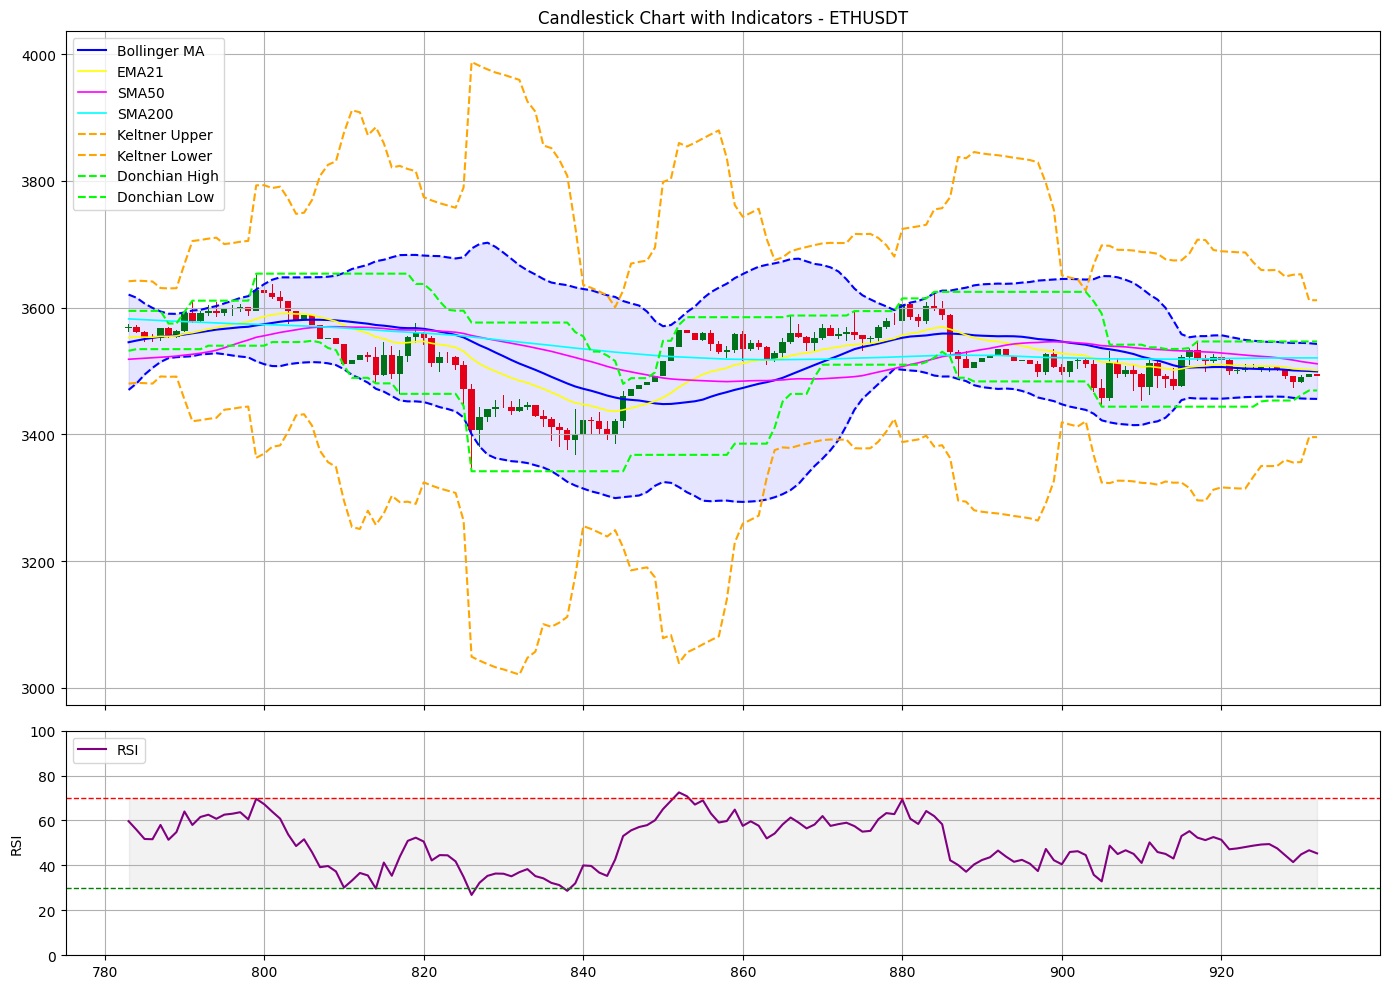 Candlestick Chart with Indicators - ETHUSDT
4000
3800
3600
3400
3200
3000
Bollinger MA
EMA21
SMA50
SMA200
Keltner Upper
Keltner Lower
Donchian High
Donchian Low
RSI
100
80
60
40
20
0
RSI
780
800
820
840
860
880
900
920